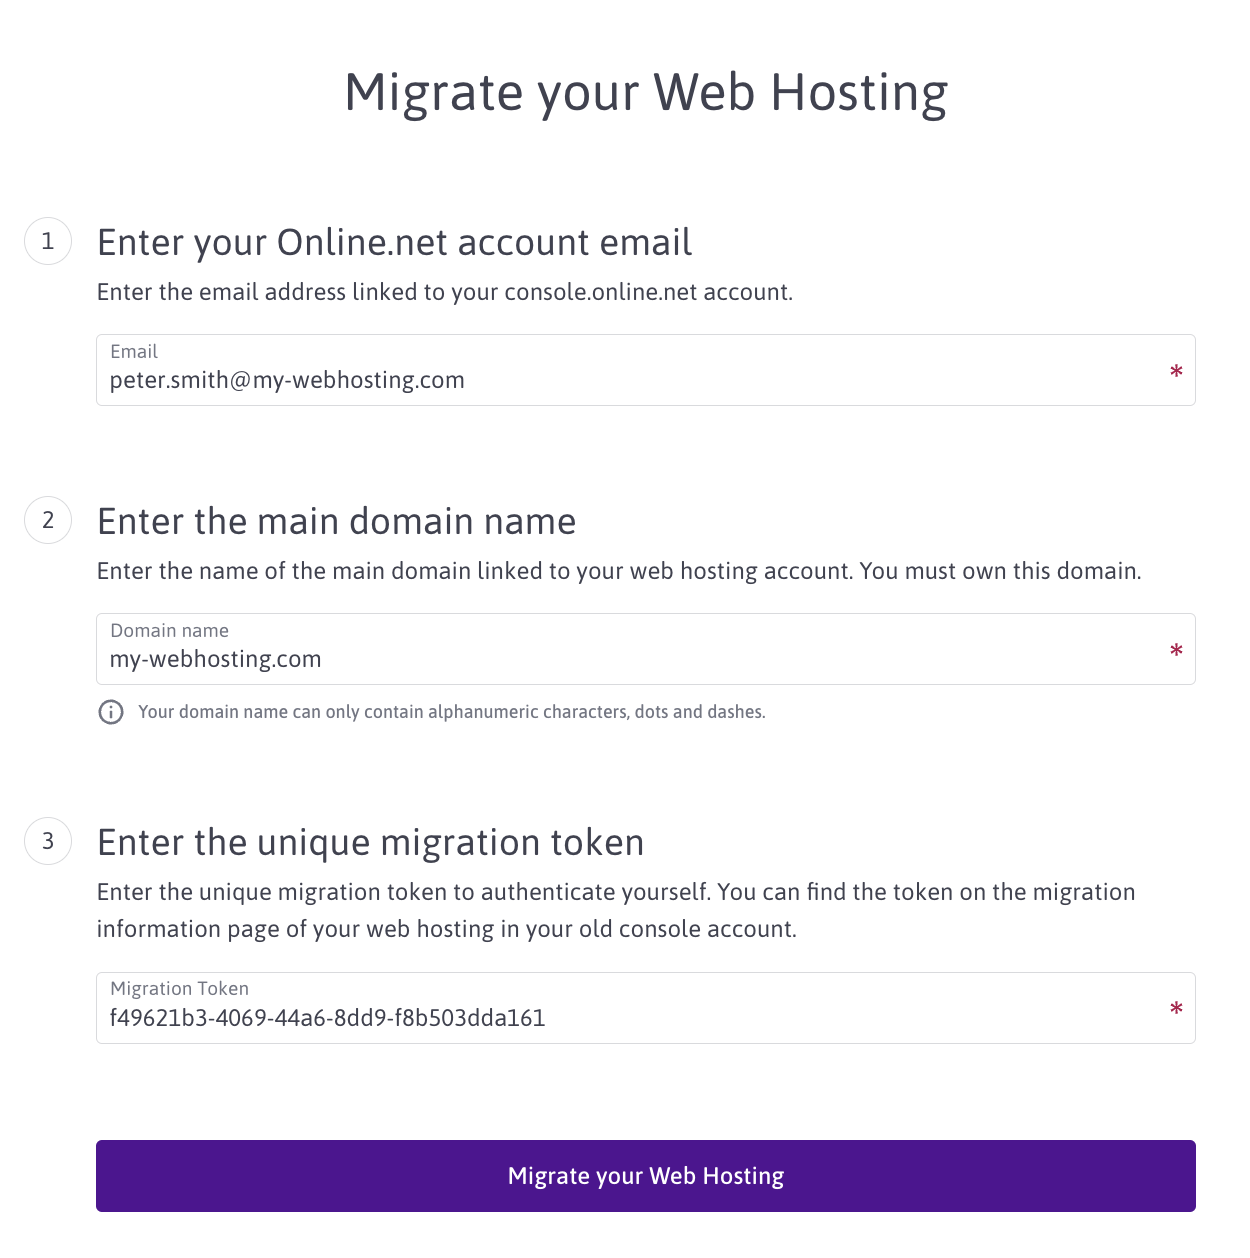 Migrate your Web Hosting
1
Enter your Online.net account email
Enter the email address linked to your console.online.net account.
Email
peter.smith@my-webhosting.com
*
2
Enter the main domain name
Enter the name of the main domain linked to your web hosting account. You must own this domain.
Domain name
my-webhosting.com
*
Your domain name can only contain alphanumeric characters, dots and dashes.
3
Enter the unique migration token
Enter the unique migration token to authenticate yourself. You can find the token on the migration
information page of your web hosting in your old console account.
Migration Token
f49621b3-4069-44a6-8dd9-f8b503dda161
*
Migrate your Web Hosting